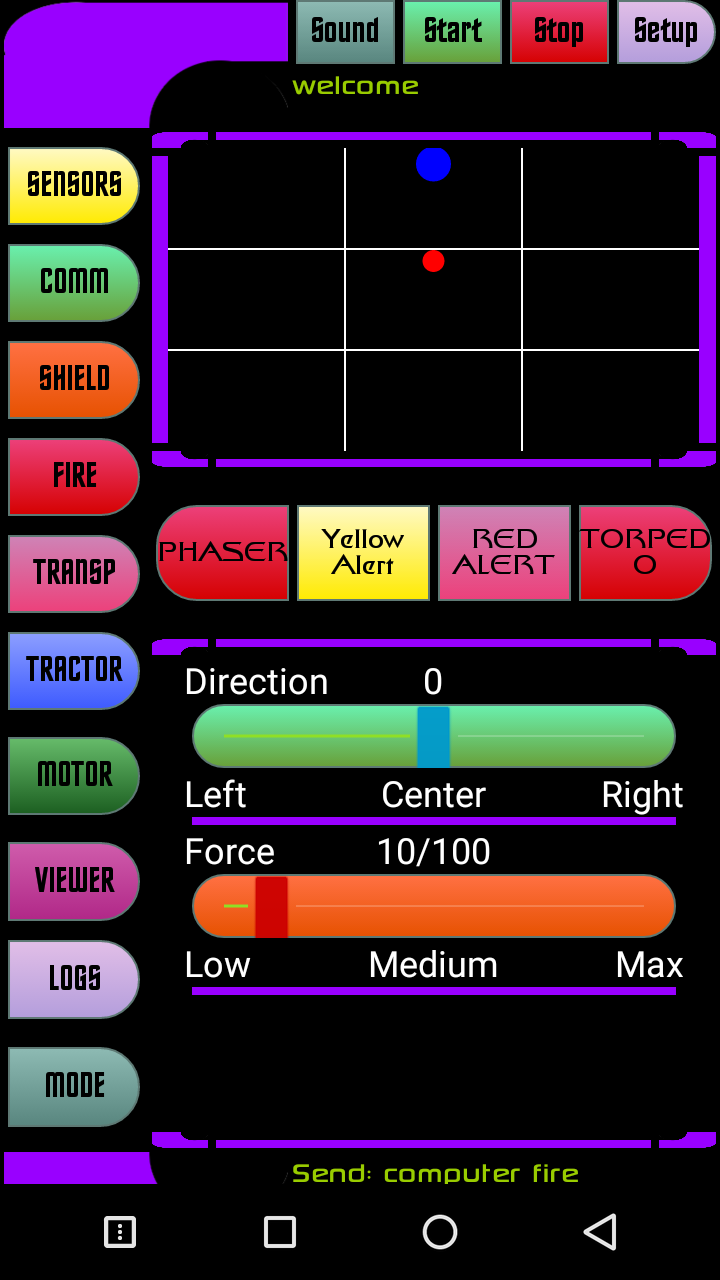 Sound Start Stop Setup
welcome
SENSORS
COMM
SHIELD
FIRE
TRANSP
TRACTOR
MOTOR
VIEWER
LOGS
MODE
PHASER
Yellow
Alert
RED
ALERT
TORPED
O
Direction 0
Left Center Right
Force 10/100
Low Medium Max
Send: computer fire